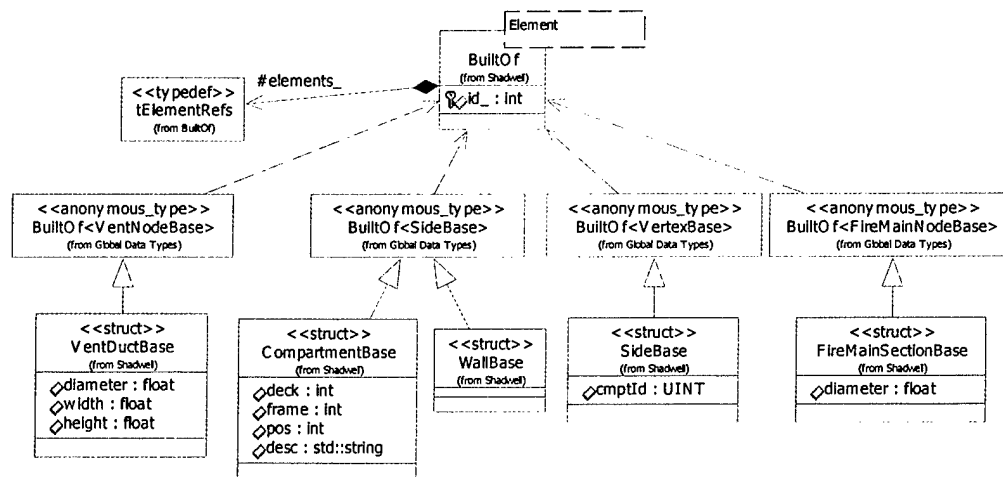 Element
BuiltOf
(from Shadwell)
id_ : int
#elements_
<<typedef>>
tElementRefs
(from BuiltOf)
<<anonymous_type>>
BuiltOf<VentNodeBase>
(from Global Data Types)
<<anonymous_type>>
BuiltOf<SideBase>
(from Global Data Types)
<<anonymous_type>>
BuiltOf<VertexBase>
(from Global Data Types)
<<anonymous_type>>
BuiltOf<FireMainNodeBase>
(from Global Data Types)
<<struct>>
VentDuctBase
(from Shadwell)
diameter : float
width : float
height : float
<<struct>>
CompartmentBase
(from Shadwell)
deck : int
frame : int
pos : int
desc : std::string
<<struct>>
WallBase
(from Shadwell)
<<struct>>
SideBase
(from Shadwell)
cmptId : UINT
<<struct>>
FireMainSectionBase
(from Shadwell)
diameter : float